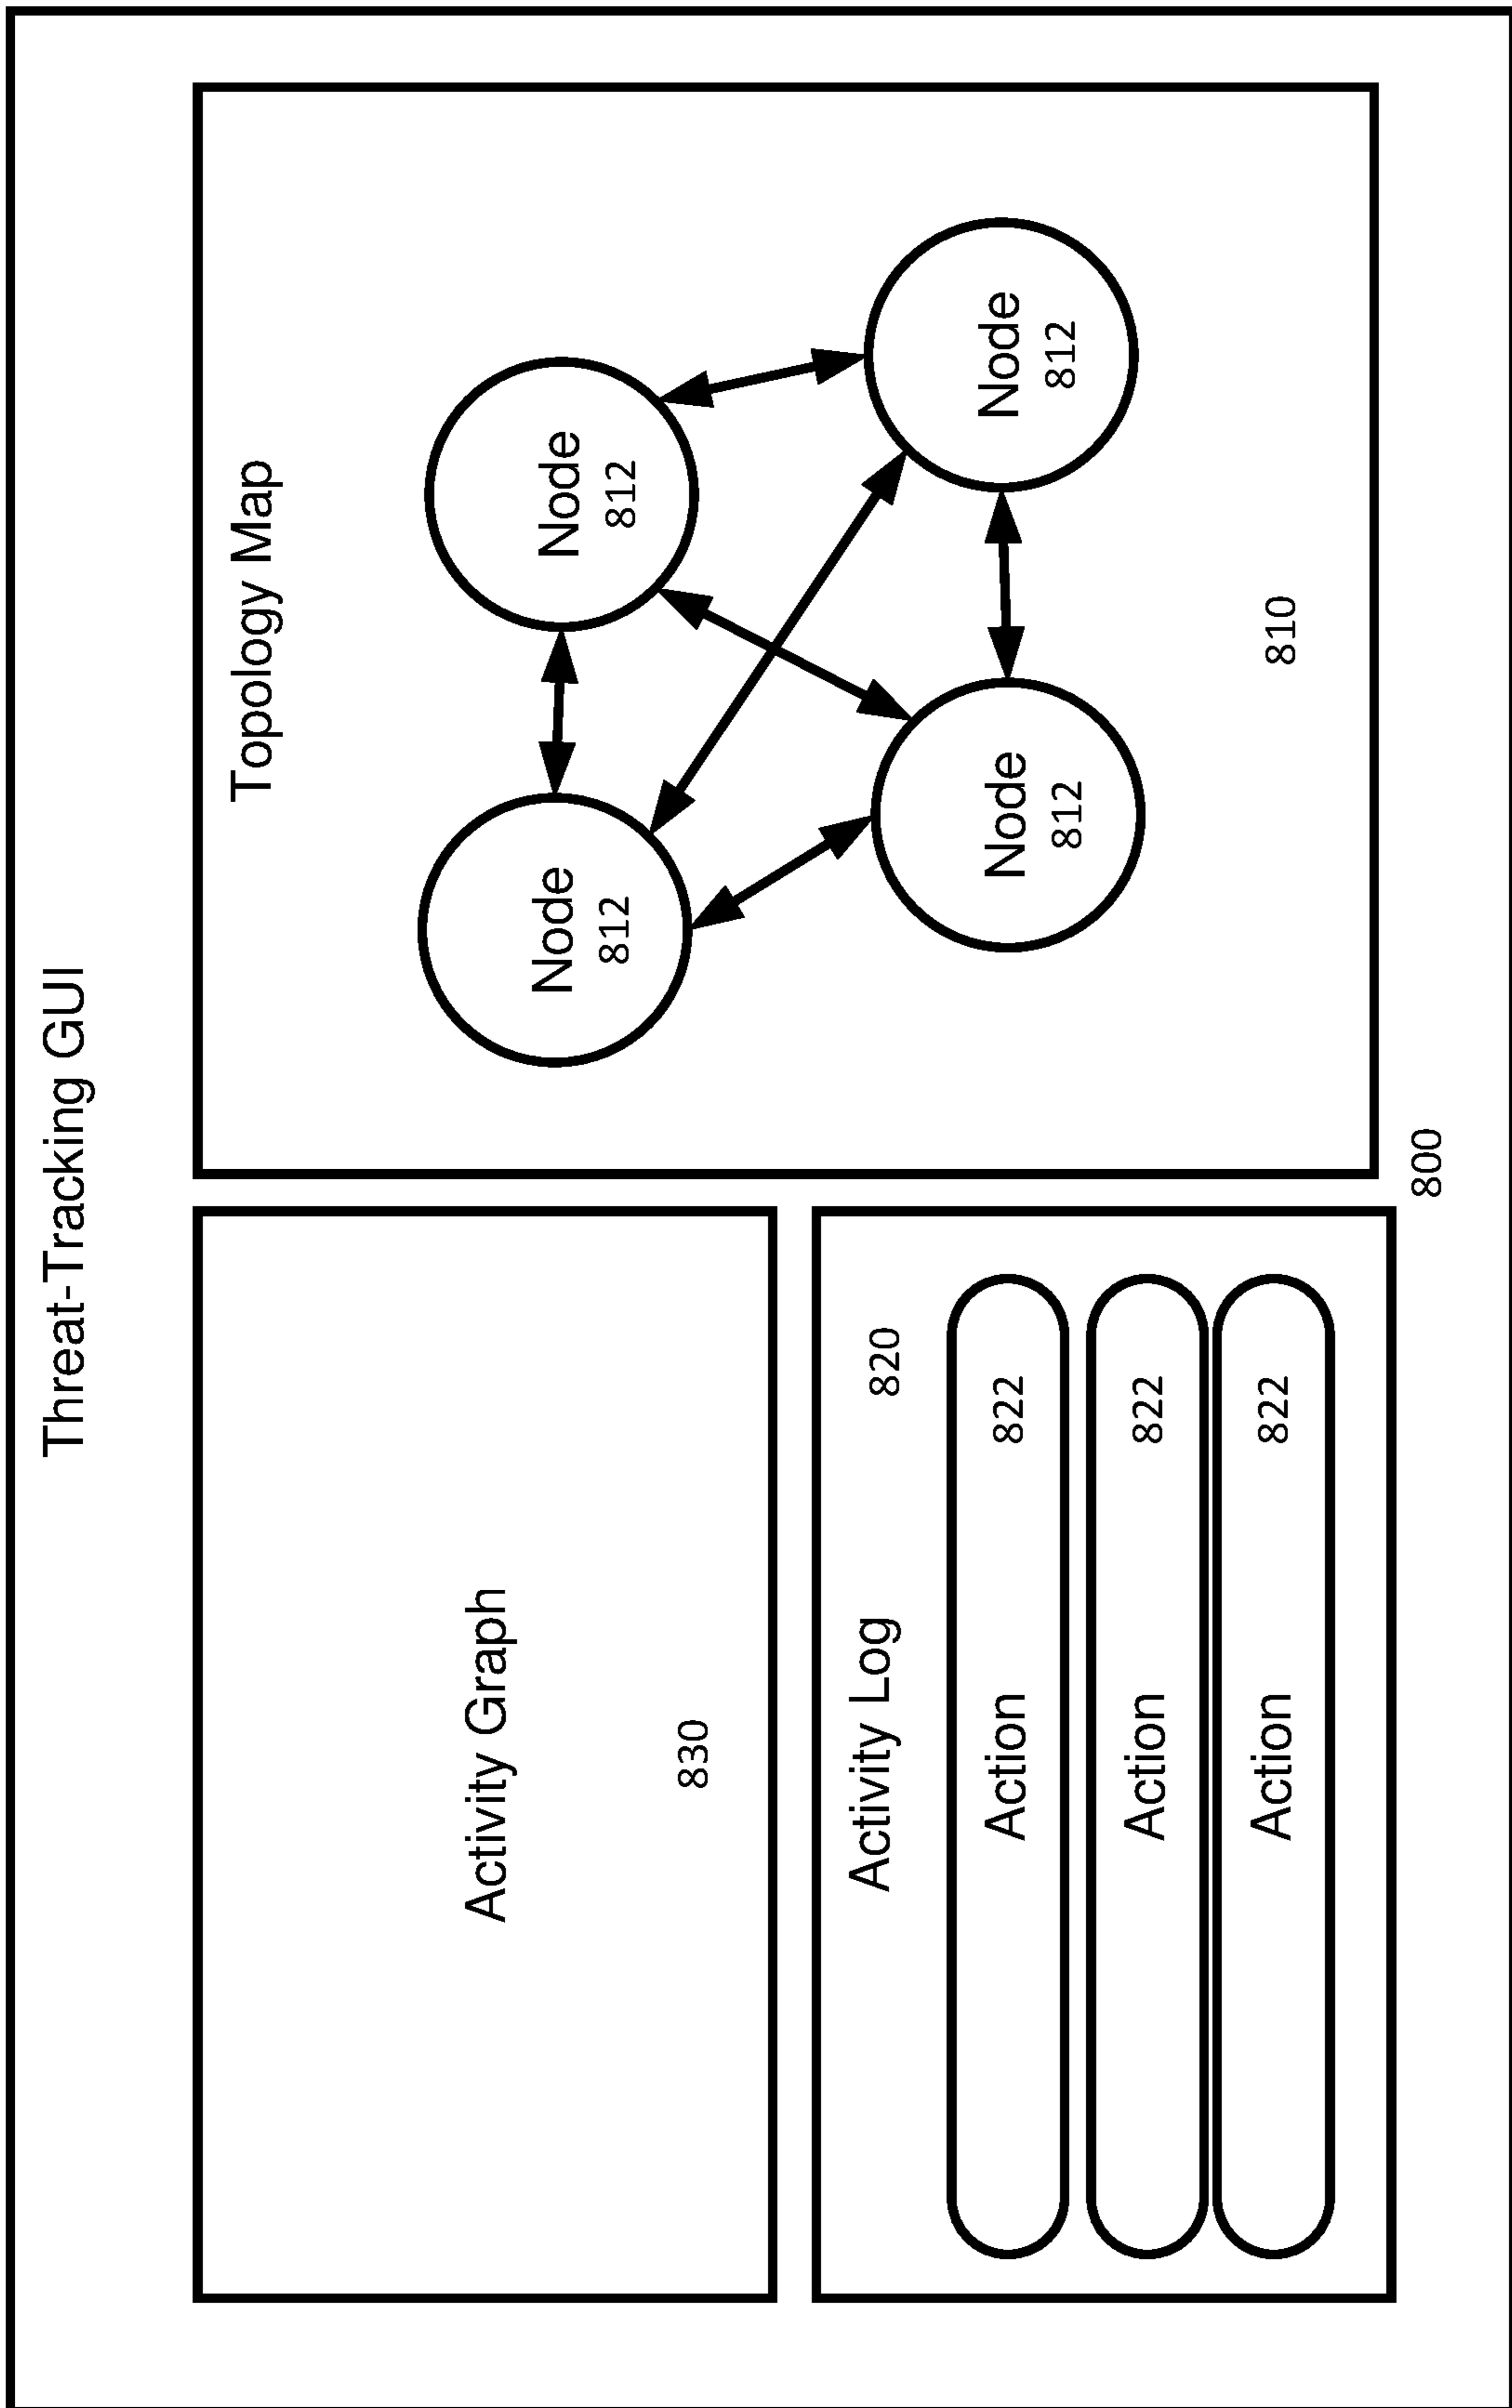 Threat-Tracking GUI
Activity Graph
830
Activity Log
820
Action 822
Action 822
Action 822
Topology Map
Node
812
Node
812
Node
812
Node
812
810
800